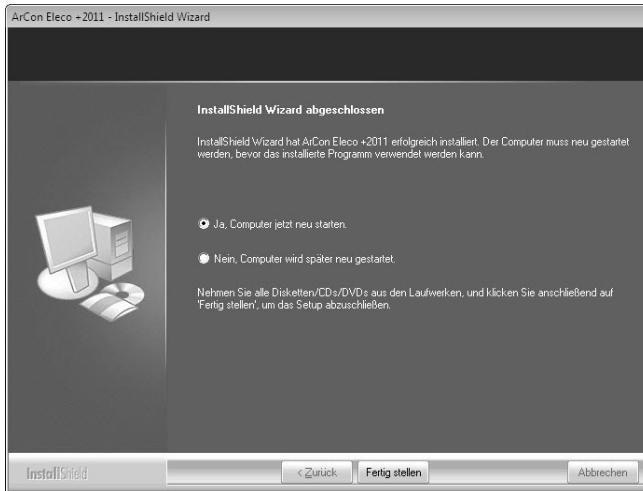 ArCon Eleco +2011 - InstallShield Wizard
InstallShield Wizard abgeschlossen
InstallShield Wizard hat ArCon Eleco +2011 erfolgreich installiert. Der Computer muss neu gestartet
werden, bevor das installierte Programm verwendet werden kann.
Ja, Computer jetzt neu starten.
Nein, Computer wird später neu gestartet.
Nehmen Sie alle Disketten/CDs/DVDs aus den Laufwerken, und klicken Sie anschließend auf
'Fertig stellen', um das Setup abzuschließen.
InstallShield
< Zurück Fertig stellen Abbrechen